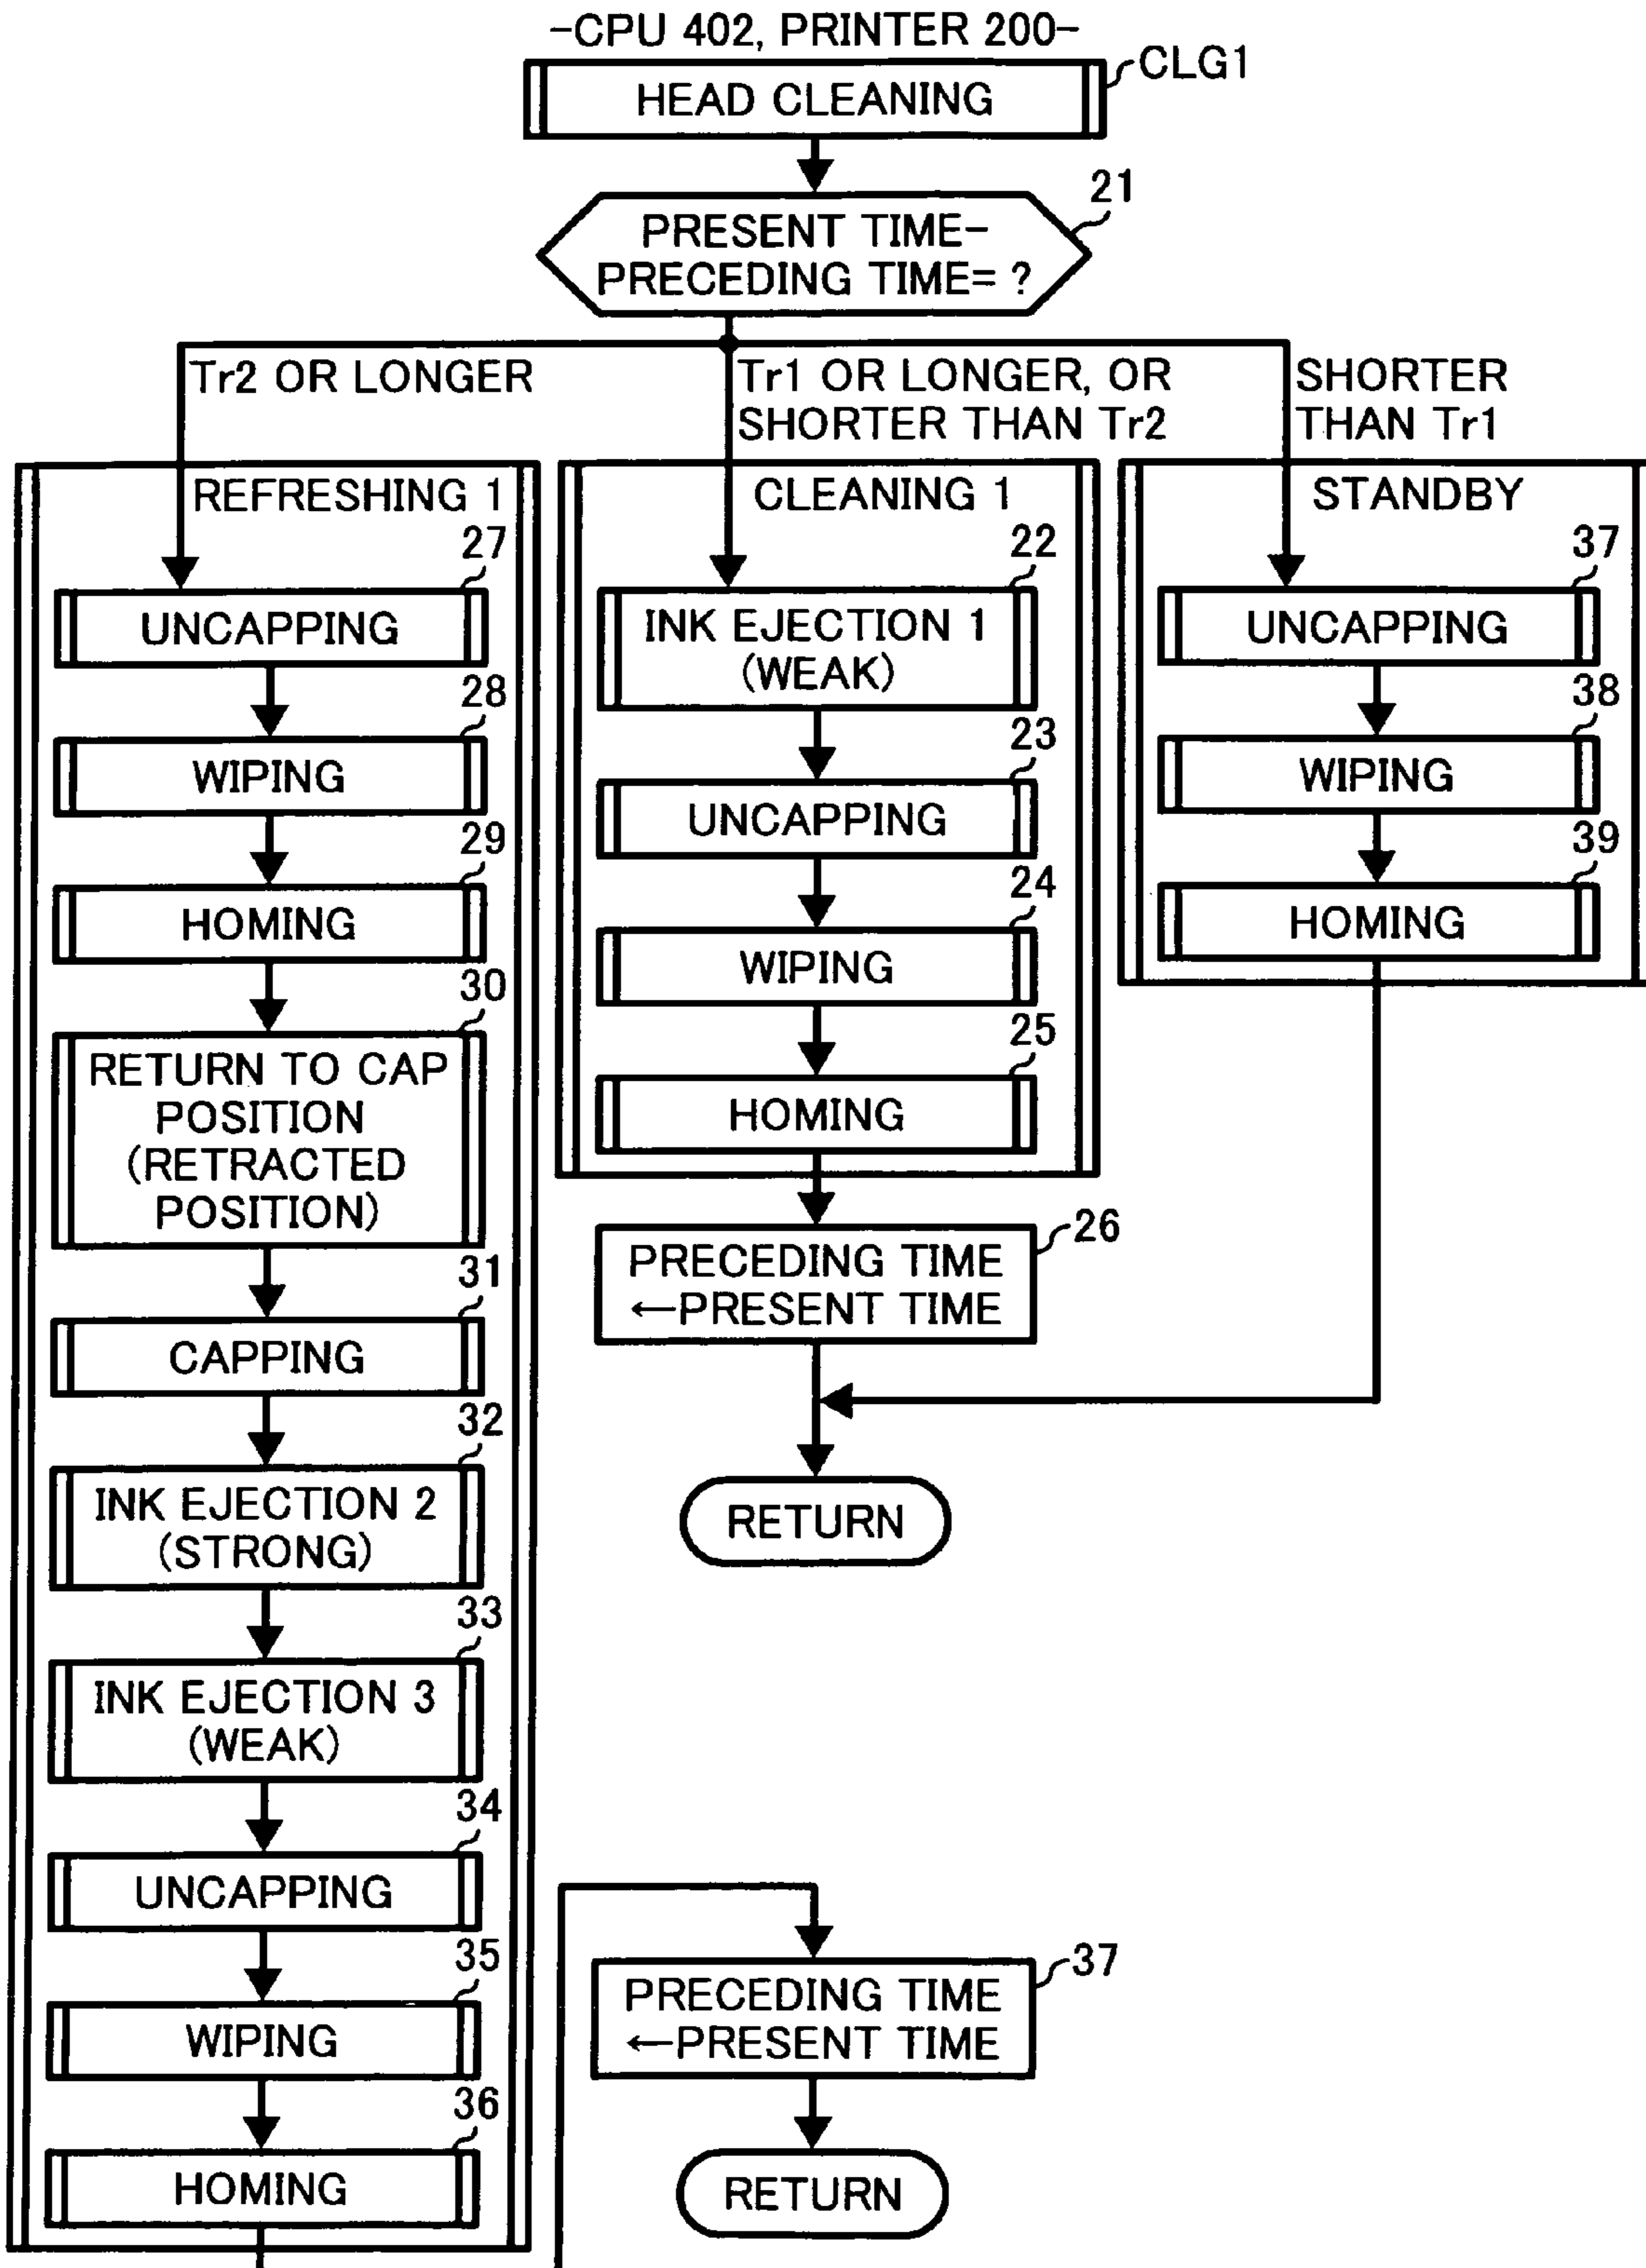 -CPU 402, PRINTER 200-
HEAD CLEANING
CLG1
PRESENT TIME-
PRECEDING TIME= ?
21
Tr2 OR LONGER
Tr1 OR LONGER, OR
SHORTER THAN Tr2
SHORTER
THAN Tr1
REFRESHING 1
27
UNCAPPING
28
WIPING
29
HOMING
30
RETURN TO CAP
POSITION
(RETRACTED
POSITION)
31
CAPPING
32
INK EJECTION 2
(STRONG)
33
INK EJECTION 3
(WEAK)
34
UNCAPPING
35
WIPING
36
HOMING
CLEANING 1
22
INK EJECTION 1
(WEAK)
23
UNCAPPING
24
WIPING
25
HOMING
26
PRECEDING TIME
←PRESENT TIME
RETURN
STANDBY
37
UNCAPPING
38
WIPING
39
HOMING
37
PRECEDING TIME
←PRESENT TIME
RETURN